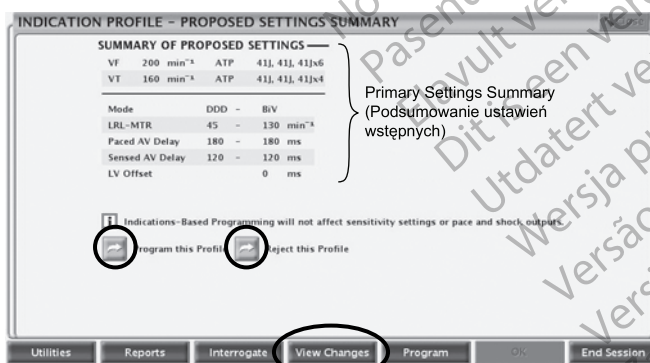 INDICATION PROFILE - PROPOSED SETTINGS SUMMARY
SUMMARY OF PROPOSED SETTINGS
VF 200 min⁻¹ ATP 41J, 41J, 41Jx6
VT 160 min⁻¹ ATP 41J, 41J, 41Jx4
Mode DDD - BiV
LRL-MTR 45 - 130 min⁻¹
Paced AV Delay 180 - 180 ms
Sensed AV Delay 120 - 120 ms
LV Offset 0 ms
Primary Settings Summary
(Podsumowanie ustawień
wstępnych)
i Indications-Based Programming will not affect sensitivity settings or pace and shock outputs.
Program this Profile Reject this Profile
Utilities Reports Interrogate View Changes Program OK End Session